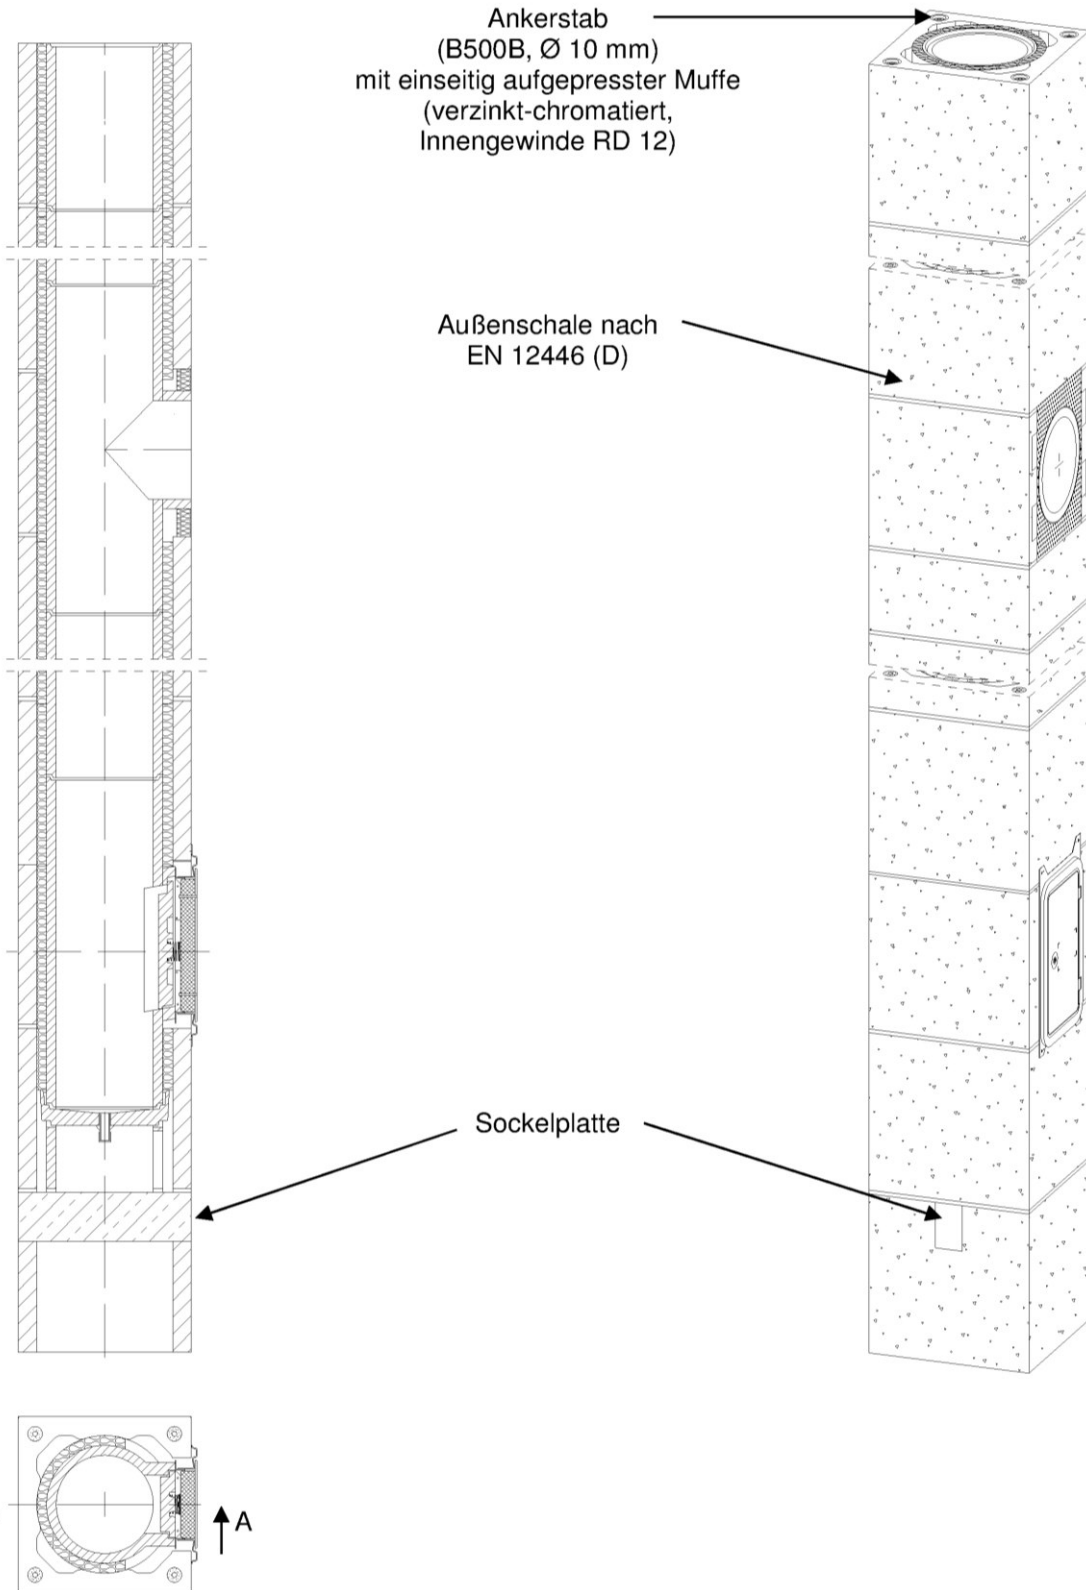 Ankerstab
(B500B, Ø 10 mm)
mit einseitig aufgepresster Muffe
(verzinkt-chromatiert,
Innengewinde RD 12)
Außenschale nach
EN 12446 (D)
Sockelplatte
A